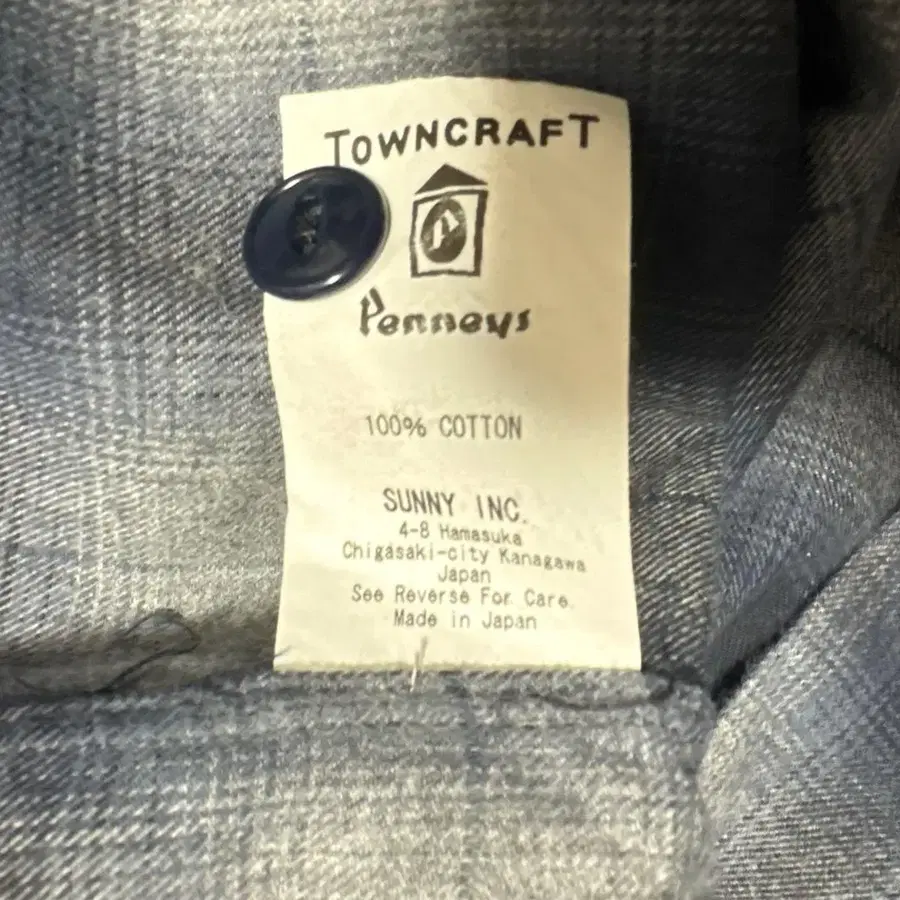 TOWNCRAFT
Penneys
100% COTTON
SUNNY INC.
4-8 Hamasuka
Chigasaki-city Kanagawa
Japan
See Reverse For Care.
Made in Japan